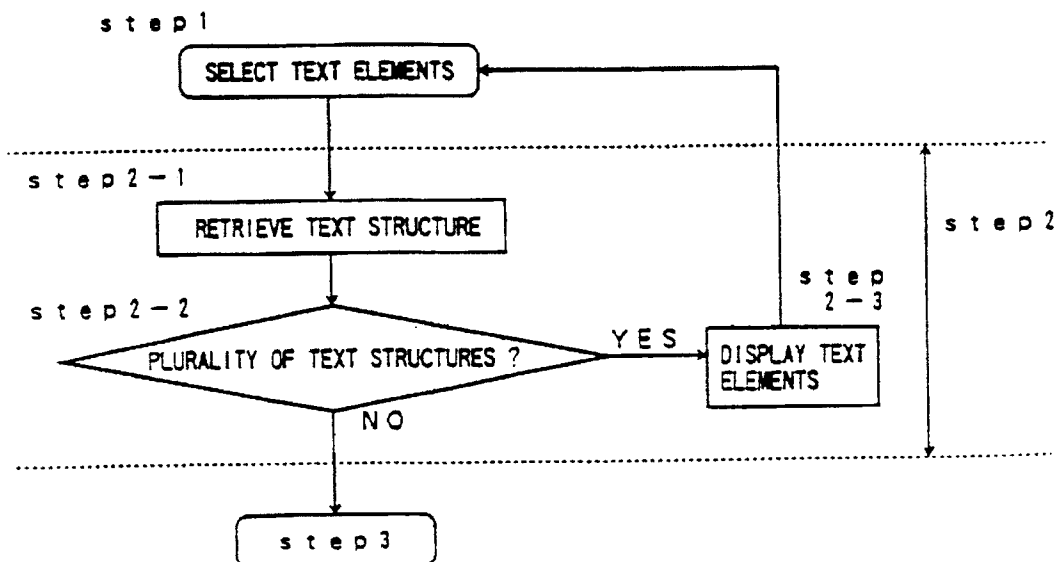 step1
SELECT TEXT ELEMENTS
step2-1
RETRIEVE TEXT STRUCTURE
step2
step
2-3
step2-2
PLURALITY OF TEXT STRUCTURES ?
YES
DISPLAY TEXT
ELEMENTS
NO
step3